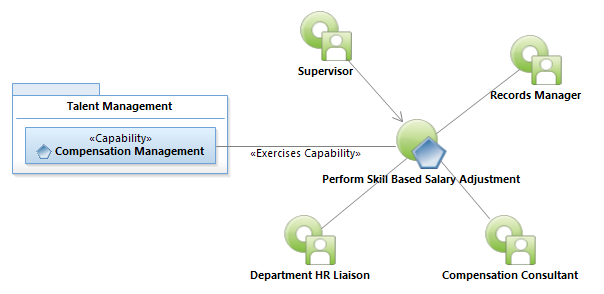 Supervisor
Records Manager
Talent Management
«Capability»
Compensation Management
«Exercises Capability»
Perform Skill Based Salary Adjustment
Department HR Liaison
Compensation Consultant